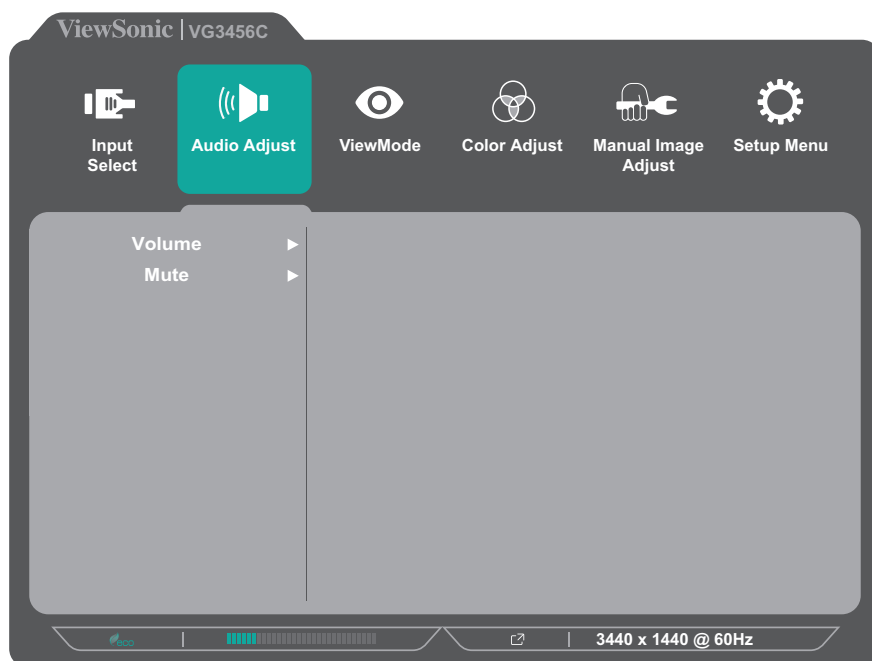 ViewSonic | VG3456C
Input
Select
Audio Adjust
ViewMode
Color Adjust
Manual Image
Adjust
Setup Menu
Volume
Mute
eco
3440 x 1440 @ 60Hz